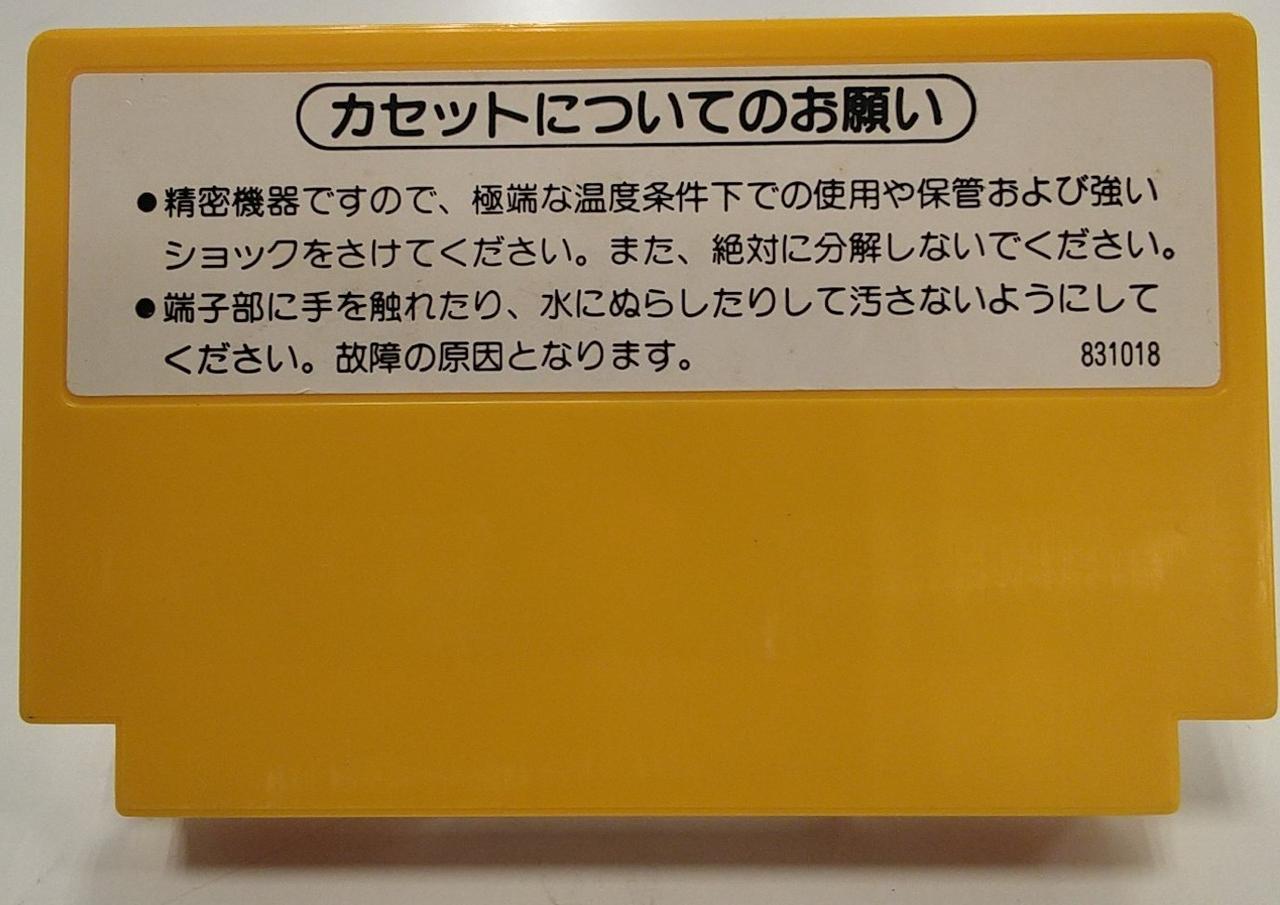 カセットについてのお願い
●精密機器ですので、極端な温度条件下での使用や保管および強い
ショックをさけてください。また、絶対に分解しないでください。
●端子部に手を触れたり、水にぬらしたりして汚さないようにして
ください。故障の原因となります。 831018